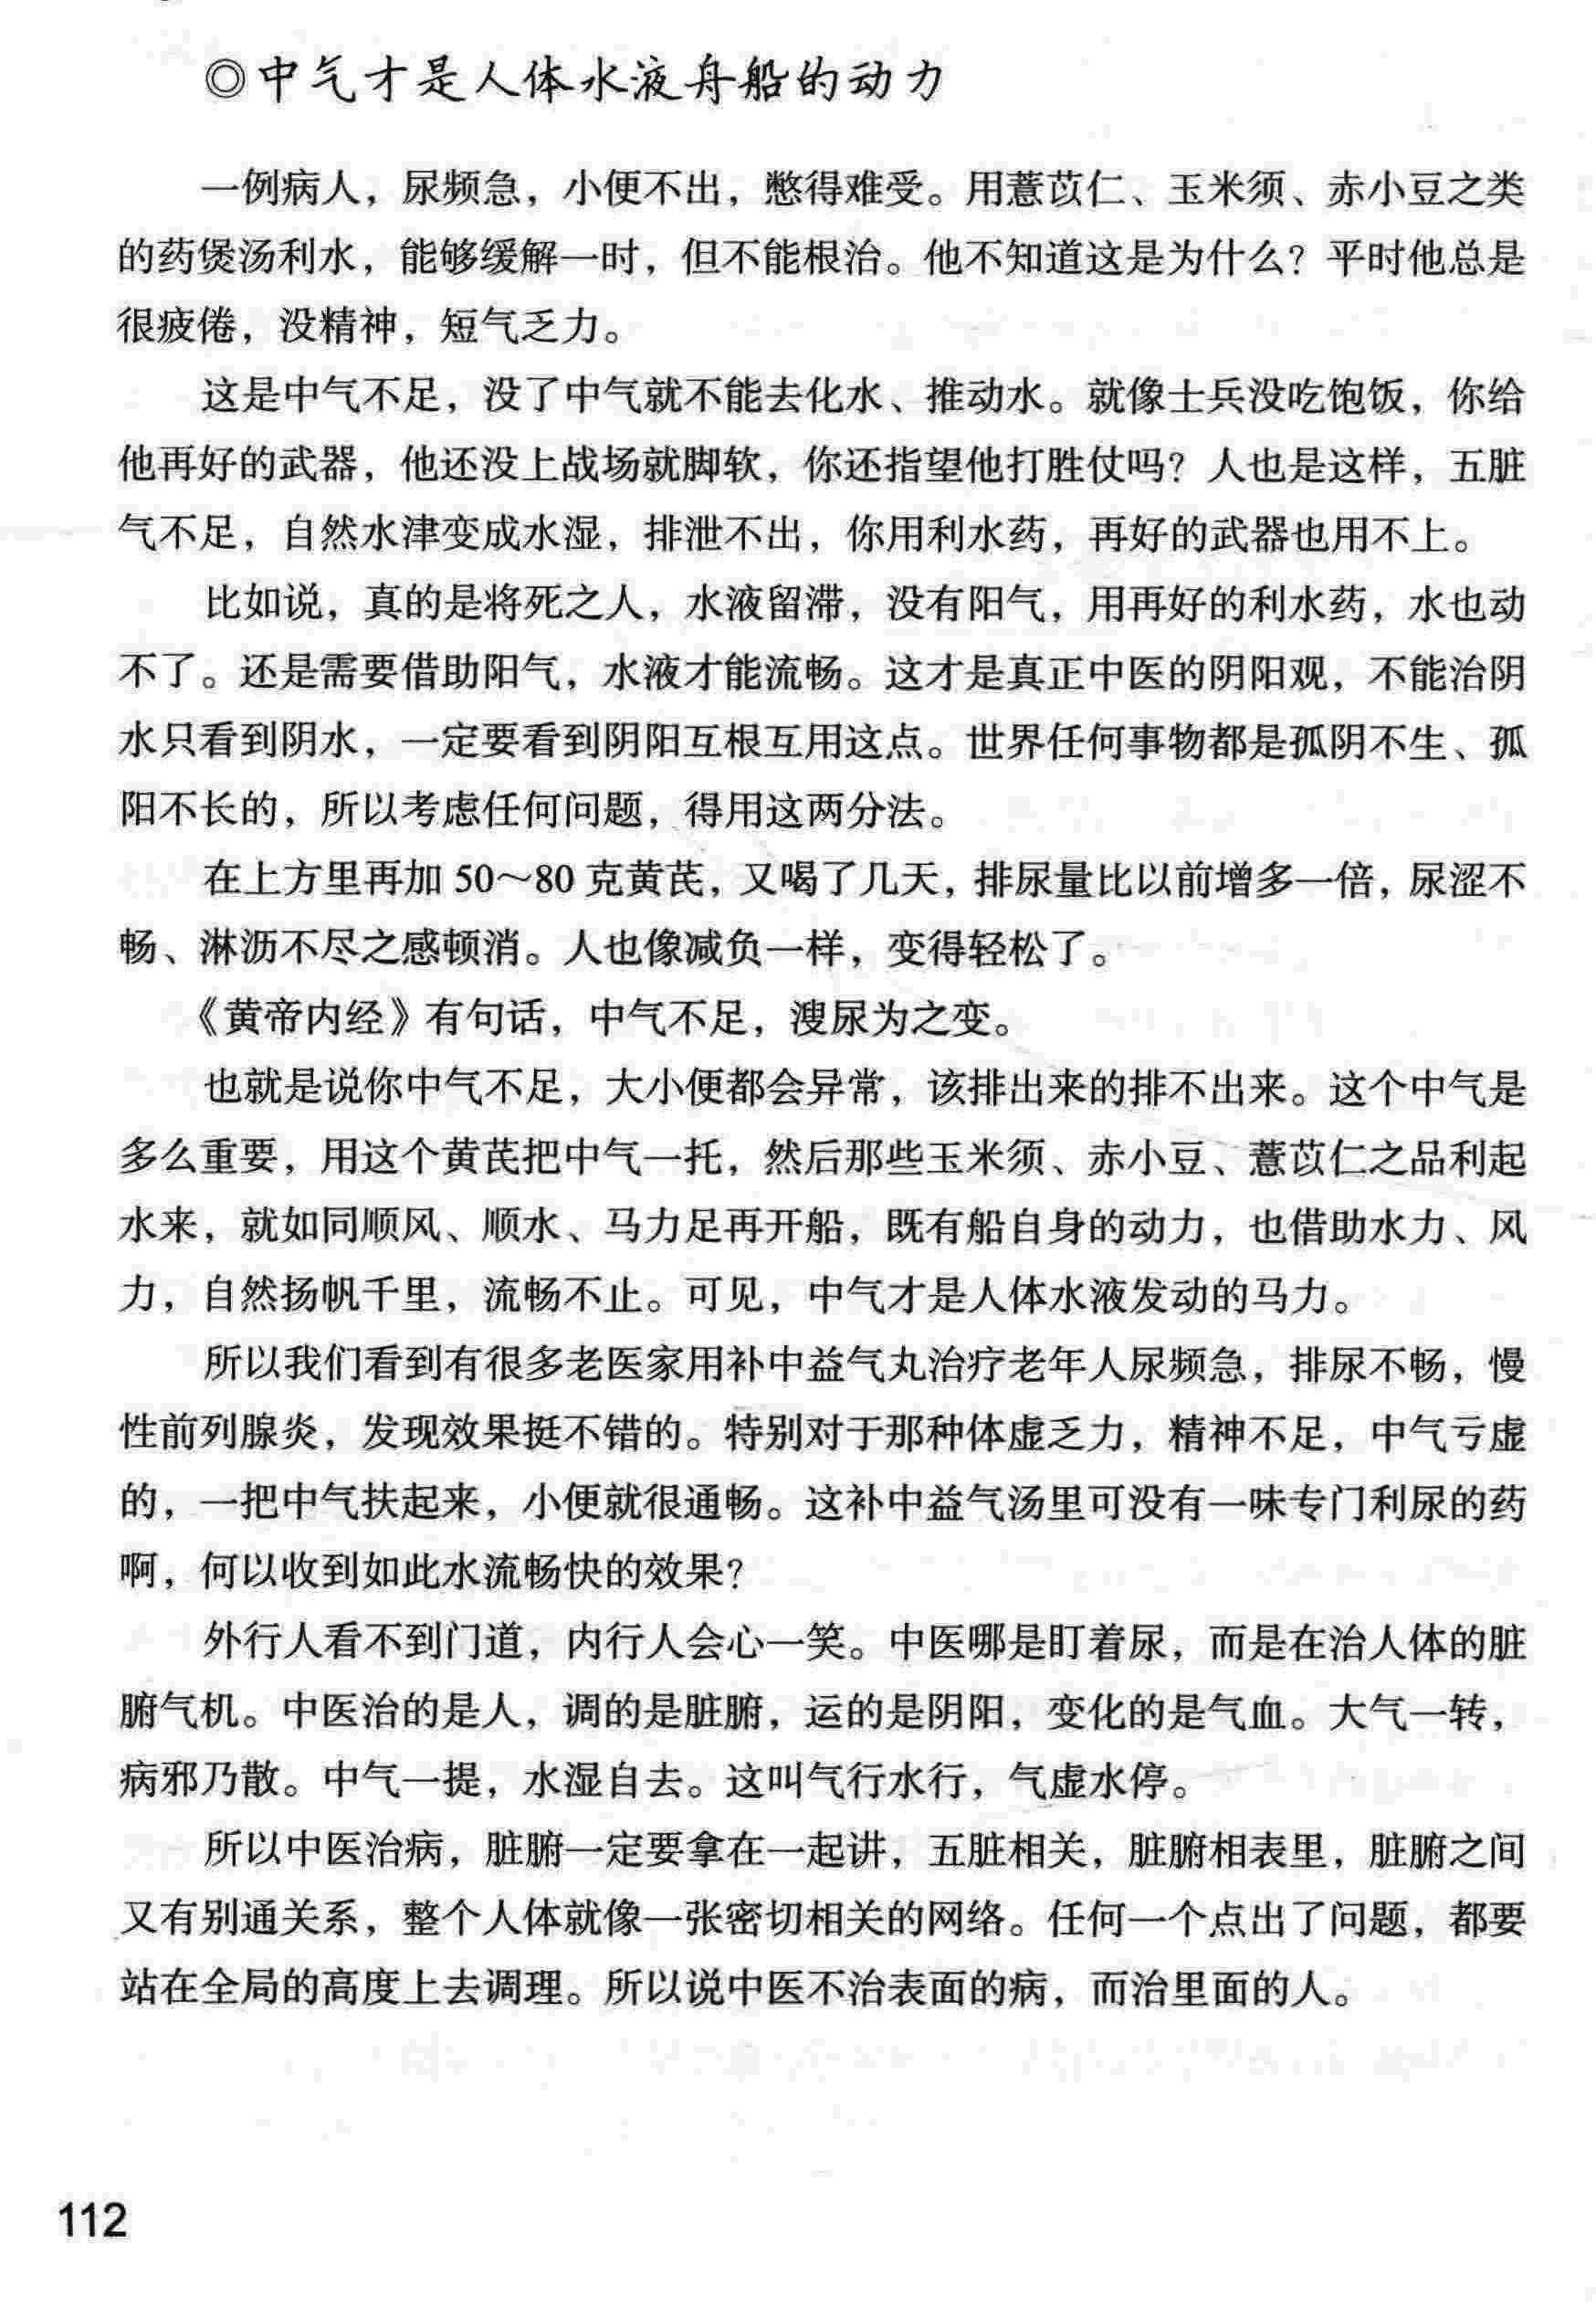 ◎中气才是人体水液舟船的动力
一例病人，尿频急，小便不出，憋得难受。用薏苡仁、玉米须、赤小豆之类
的药煲汤利水，能够缓解一时，但不能根治。他不知道这是为什么？平时他总是
很疲倦，没精神，短气乏力。
这是中气不足，没了中气就不能去化水、推动水。就像士兵没吃饱饭，你给
他再好的武器，他还没上战场就脚软，你还指望他打胜仗吗？人也是这样，五脏
气不足，自然水津变成水湿，排泄不出，你用利水药，再好的武器也用不上。
比如说，真的是将死之人，水液留滞，没有阳气，用再好的利水药，水也动
不了。还是需要借助阳气，水液才能流畅。这才是真正中医的阴阳观，不能治阴
水只看到阴水，一定要看到阴阳互根互用这点。世界任何事物都是孤阴不生、孤
阳不长的，所以考虑任何问题，得用这两分法。
在上方里再加 50～80 克黄芪，又喝了几天，排尿量比以前增多一倍，尿涩不
畅、淋沥不尽之感顿消。人也像减负一样，变得轻松了。
《黄帝内经》有句话，中气不足，溲尿为之变。
也就是说你中气不足，大小便都会异常，该排出来的排不出来。这个中气是
多么重要，用这个黄芪把中气一托，然后那些玉米须、赤小豆、薏苡仁之品利起
水来，就如同顺风、顺水、马力足再开船，既有船自身的动力，也借助水力、风
力，自然扬帆千里，流畅不止。可见，中气才是人体水液发动的马力。
所以我们看到有很多老医家用补中益气丸治疗老年人尿频急，排尿不畅，慢
性前列腺炎，发现效果挺不错的。特别对于那种体虚乏力，精神不足，中气亏虚
的，一把中气扶起来，小便就很通畅。这补中益气汤里可没有一味专门利尿的药
啊，何以收到如此水流畅快的效果？
外行人看不到门道，内行人会心一笑。中医哪是盯着尿，而是在治人体的脏
腑气机。中医治的是人，调的是脏腑，运的是阴阳，变化的是气血。大气一转，
病邪乃散。中气一提，水湿自去。这叫气行水行，气虚水停。
所以中医治病，脏腑一定要拿在一起讲，五脏相关，脏腑相表里，脏腑之间
又有别通关系，整个人体就像一张密切相关的网络。任何一个点出了问题，都要
站在全局的高度上去调理。所以说中医不治表面的病，而治里面的人。
112